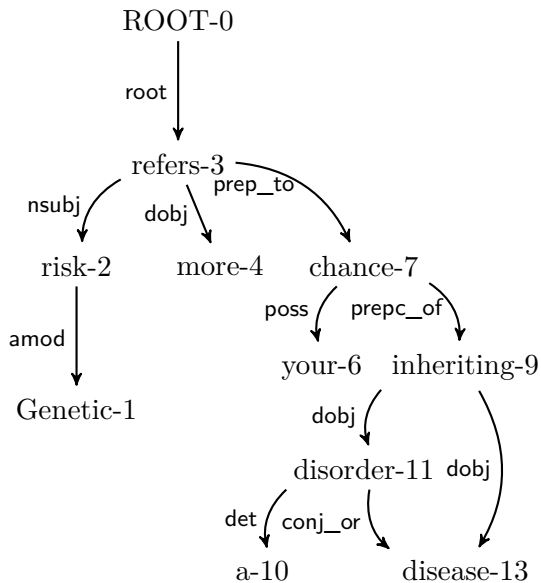 ROOT-0
root
refers-3
prep_to
nsubj
dobj
risk-2 more-4 chance-7
amod
poss
prepc_of
Genetic-1
your-6 inheriting-9
dobj
disorder-11
dobj
det
conj_or
a-10 disease-13